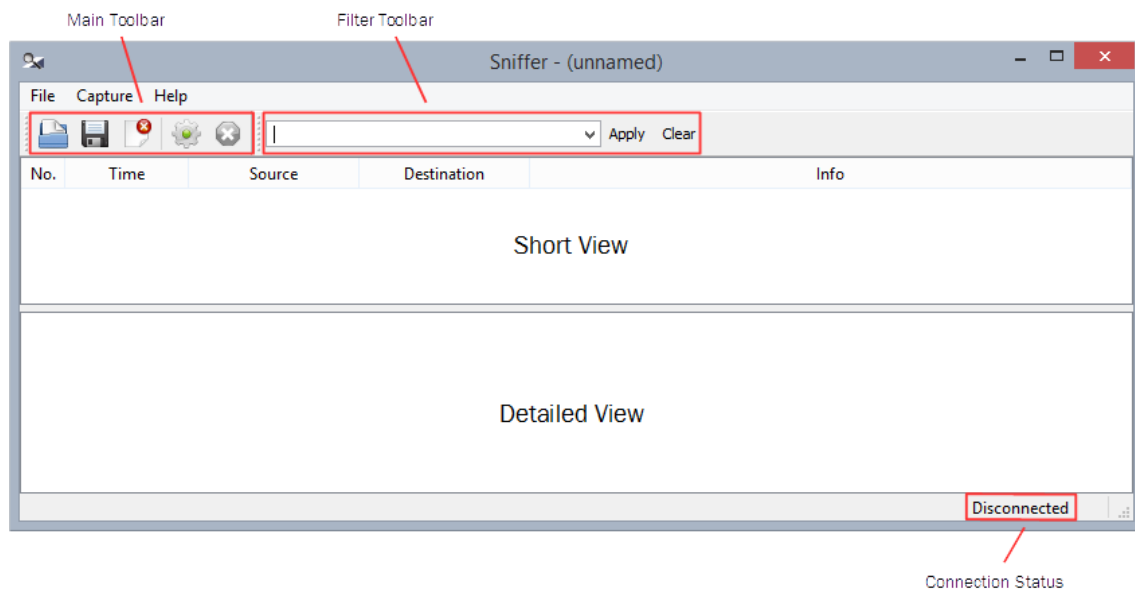 Main Toolbar Filter Toolbar
Sniffer - (unnamed)
File Capture Help
Apply Clear
No. Time Source Destination Info
Short View
Detailed View
Disconnected
Connection Status